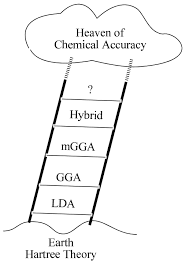 Heaven of
Chemical Accuracy
?
Hybrid
mGGA
GGA
LDA
Earth
Hartree Theory